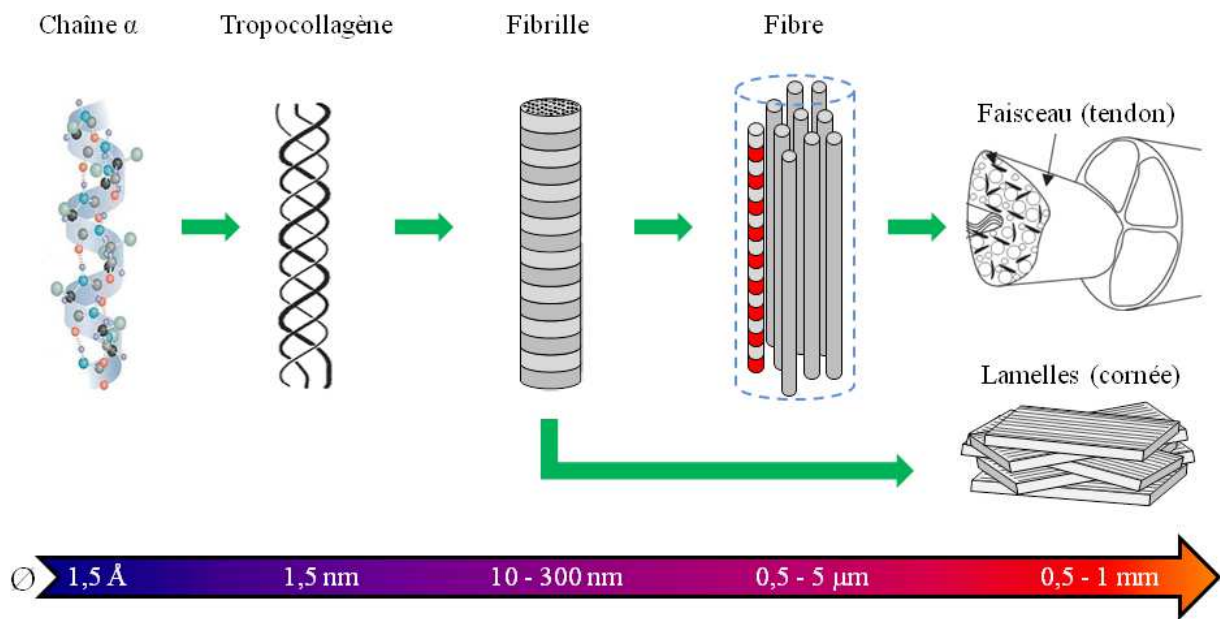 Chaîne α
Tropocollagène
Fibrille
Fibre
Faisceau (tendon)
Lamelles (cornée)
∅
1,5 Å
1,5 nm
10 - 300 nm
0,5 - 5 µm
0,5 - 1 mm